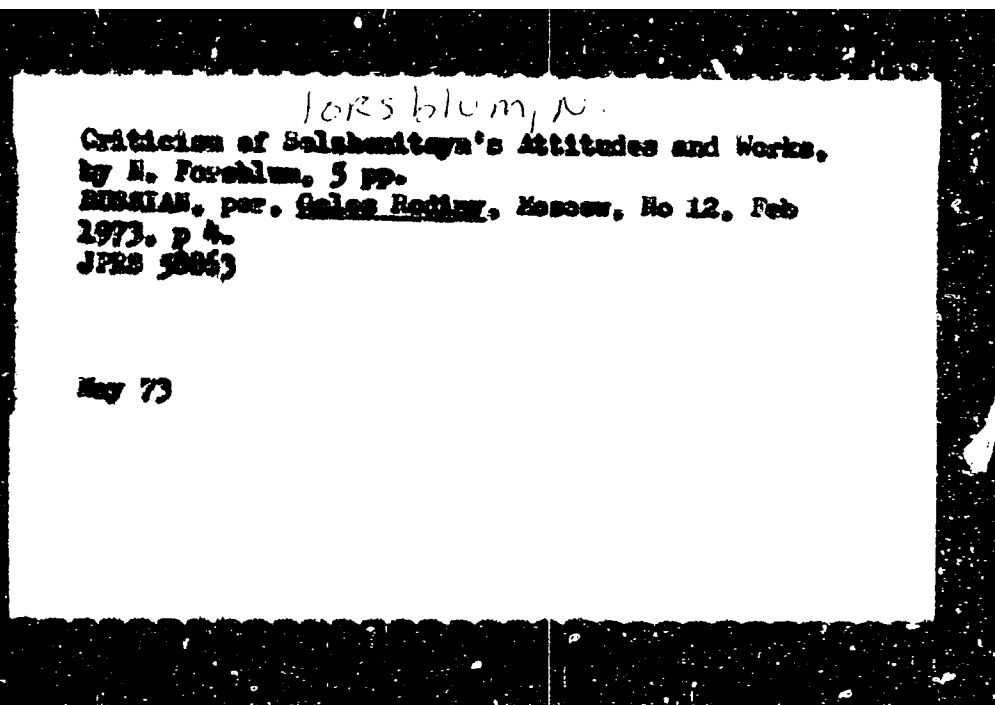 Forsblum, N.
Criticism of Solzhenitsyn's Attitudes and Works,
by N. Forsblum, 5 pp.
RUSSIAN, per, Golos Rodiny, Moscow, No 12, Feb
1973, p 4.
JPRS 58863
May 73